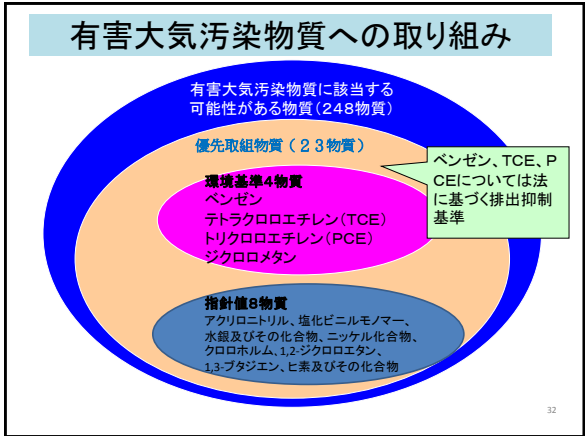 有害大気汚染物質への取り組み
有害大気汚染物質に該当する
可能性がある物質(248物質)
優先取組物質(23物質)
ベンゼン、TCE、P
CEについては法
に基づく排出抑制
基準
環境基準4物質
ベンゼン
テトラクロロエチレン(TCE)
トリクロロエチレン(PCE)
ジクロロメタン
指針値8物質
アクリロニトリル、塩化ビニルモノマー、
水銀及びその化合物、ニッケル化合物、
クロロホルム、1,2-ジクロロエタン、
1,3-ブタジエン、ヒ素及びその化合物
32